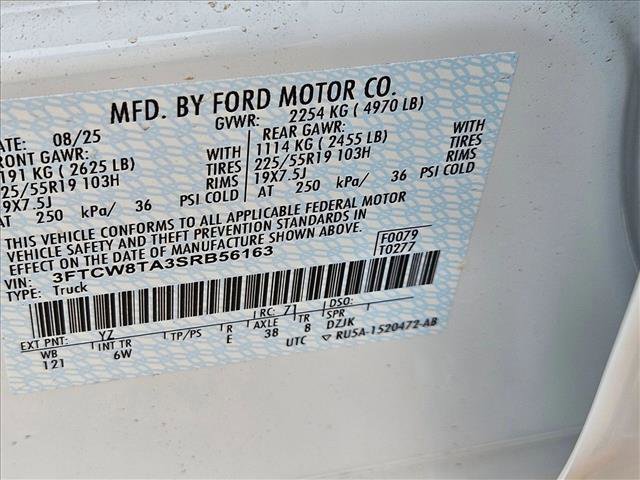 MFD. BY FORD MOTOR CO.
DATE: 08/25 GVWR: 2254 KG (4970 LB)
FRONT GAWR: REAR GAWR:
1191 KG (2625 LB) WITH 1114 KG (2455 LB) WITH
225/55R19 103H TIRES 225/55R19 103H TIRES
19X7.5J RIMS 19X7.5J RIMS
AT 250 kPa/ 36 PSI COLD AT 250 kPa/ 36 PSI COLD
THIS VEHICLE CONFORMS TO ALL APPLICABLE FEDERAL MOTOR
VEHICLE SAFETY AND THEFT PREVENTION STANDARDS IN
EFFECT ON THE DATE OF MANUFACTURE SHOWN ABOVE.
VIN: 3FTCW8TA3SRB56163 F0079
TYPE: Truck T0277
EXT PNT: YZ RC: 71 DSO:
WB INT TR TP/PS R AXLE TR SPR
121 6W E 38 8 DZJK
UTC ▽ RU5A-1520472-AB